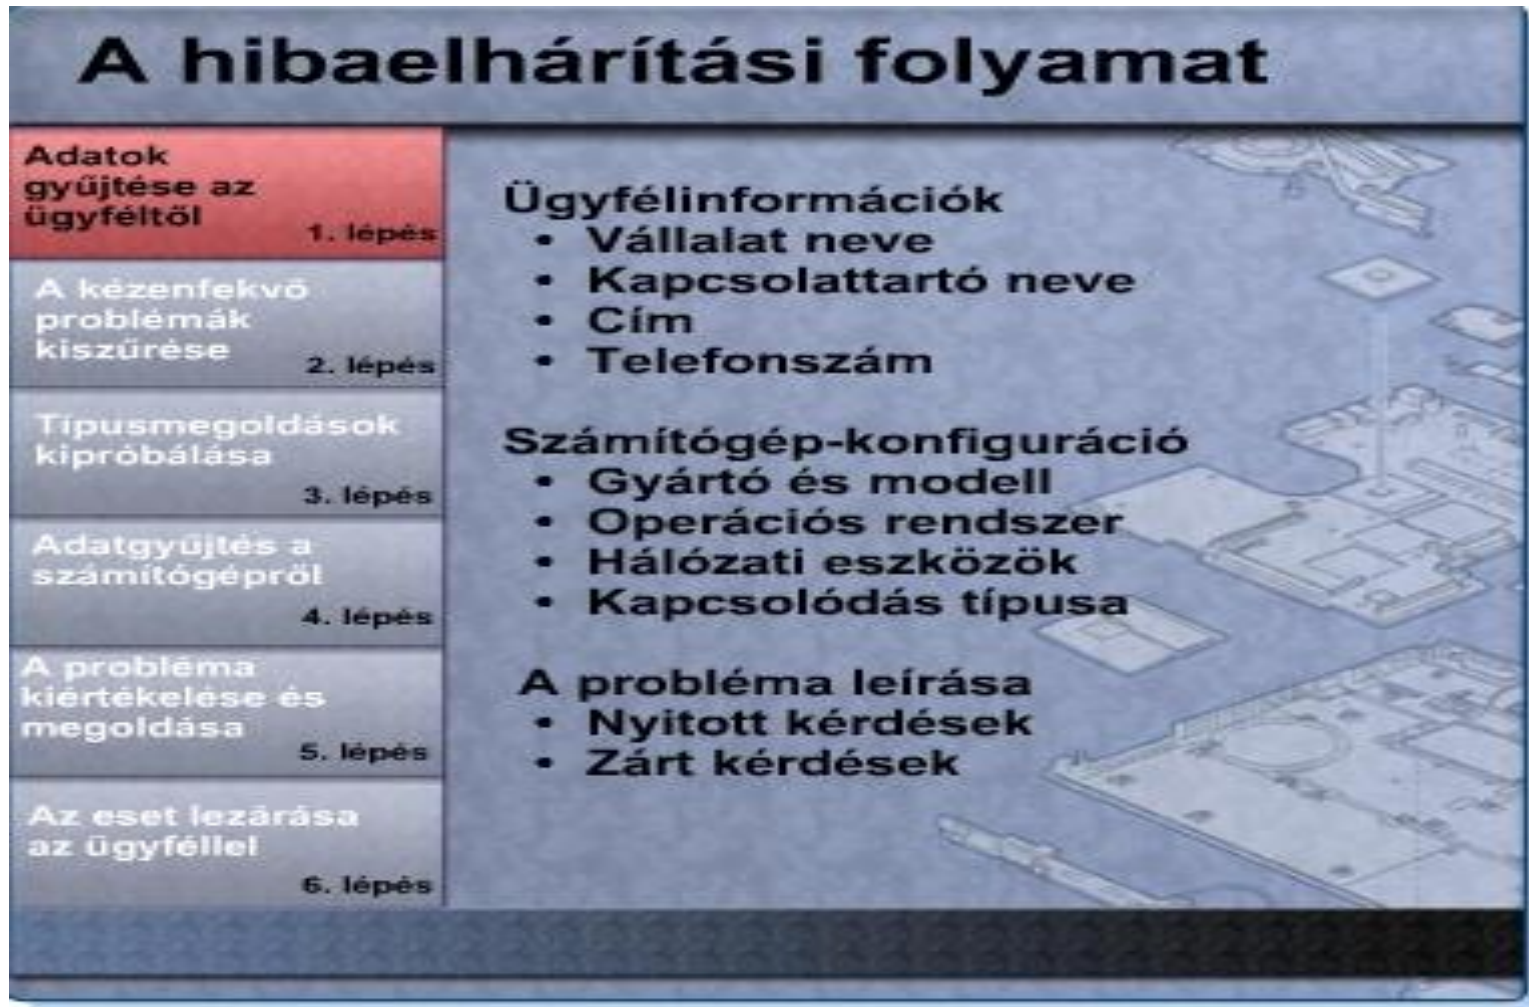 A hibaelhárítási folyamat
Adatok
gyűjtése az
ügyféltől
1. lépés
A kézenfekvő
problémák
kiszűrése
2. lépés
Típusmegoldások
kipróbálása
3. lépés
Adatgyűjtés a
számítógépről
4. lépés
A probléma
kiértékelése és
megoldása
5. lépés
Az eset lezárása
az ügyféllel
6. lépés
Ügyfélinformációk
• Vállalat neve
• Kapcsolattartó neve
• Cím
• Telefonszám
Számítógép-konfiguráció
• Gyártó és modell
• Operációs rendszer
• Hálózati eszközök
• Kapcsolódás típusa
A probléma leírása
• Nyitott kérdések
• Zárt kérdések